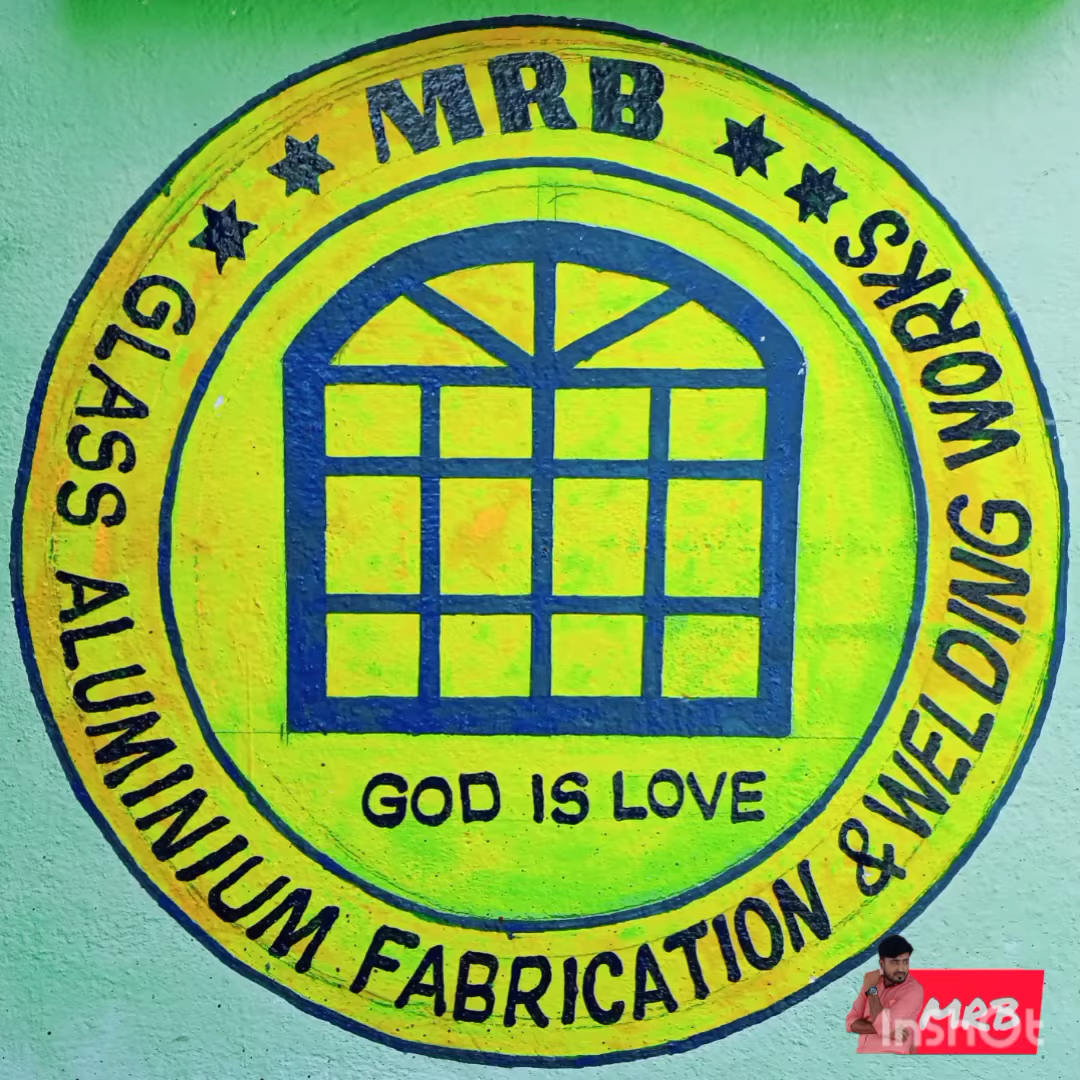 MRB
GLASS ALUMINIUM FABRICATION & WELDING WORKS
GOD IS LOVE
MRB
InShOt